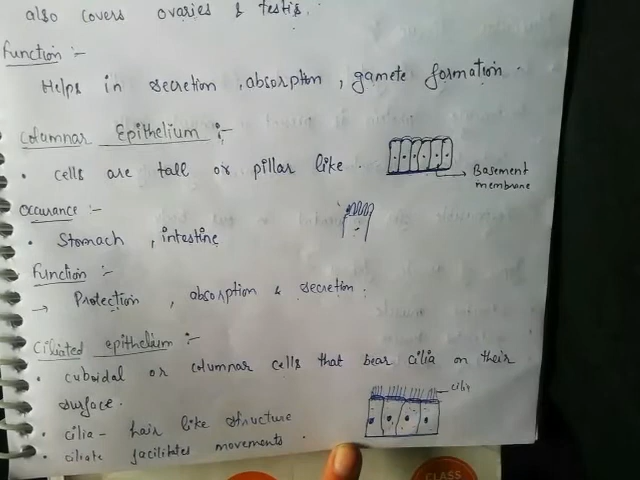 also covers ovaries & testis.
Function :-
Helps in secretion, absorption, gamete formation.
Columnar Epithelium :-
• cells are tall or pillar like.
Basement membrane
Occurance :-
• Stomach, intestine
Function :-
→ Protection, absorption & secretion.
Ciliated epithelium :-
• cuboidal or columnar cells that bear cilia on their
surface.
cilia
• cilia - hair like structure
• ciliate facilitates movements.
CLASS